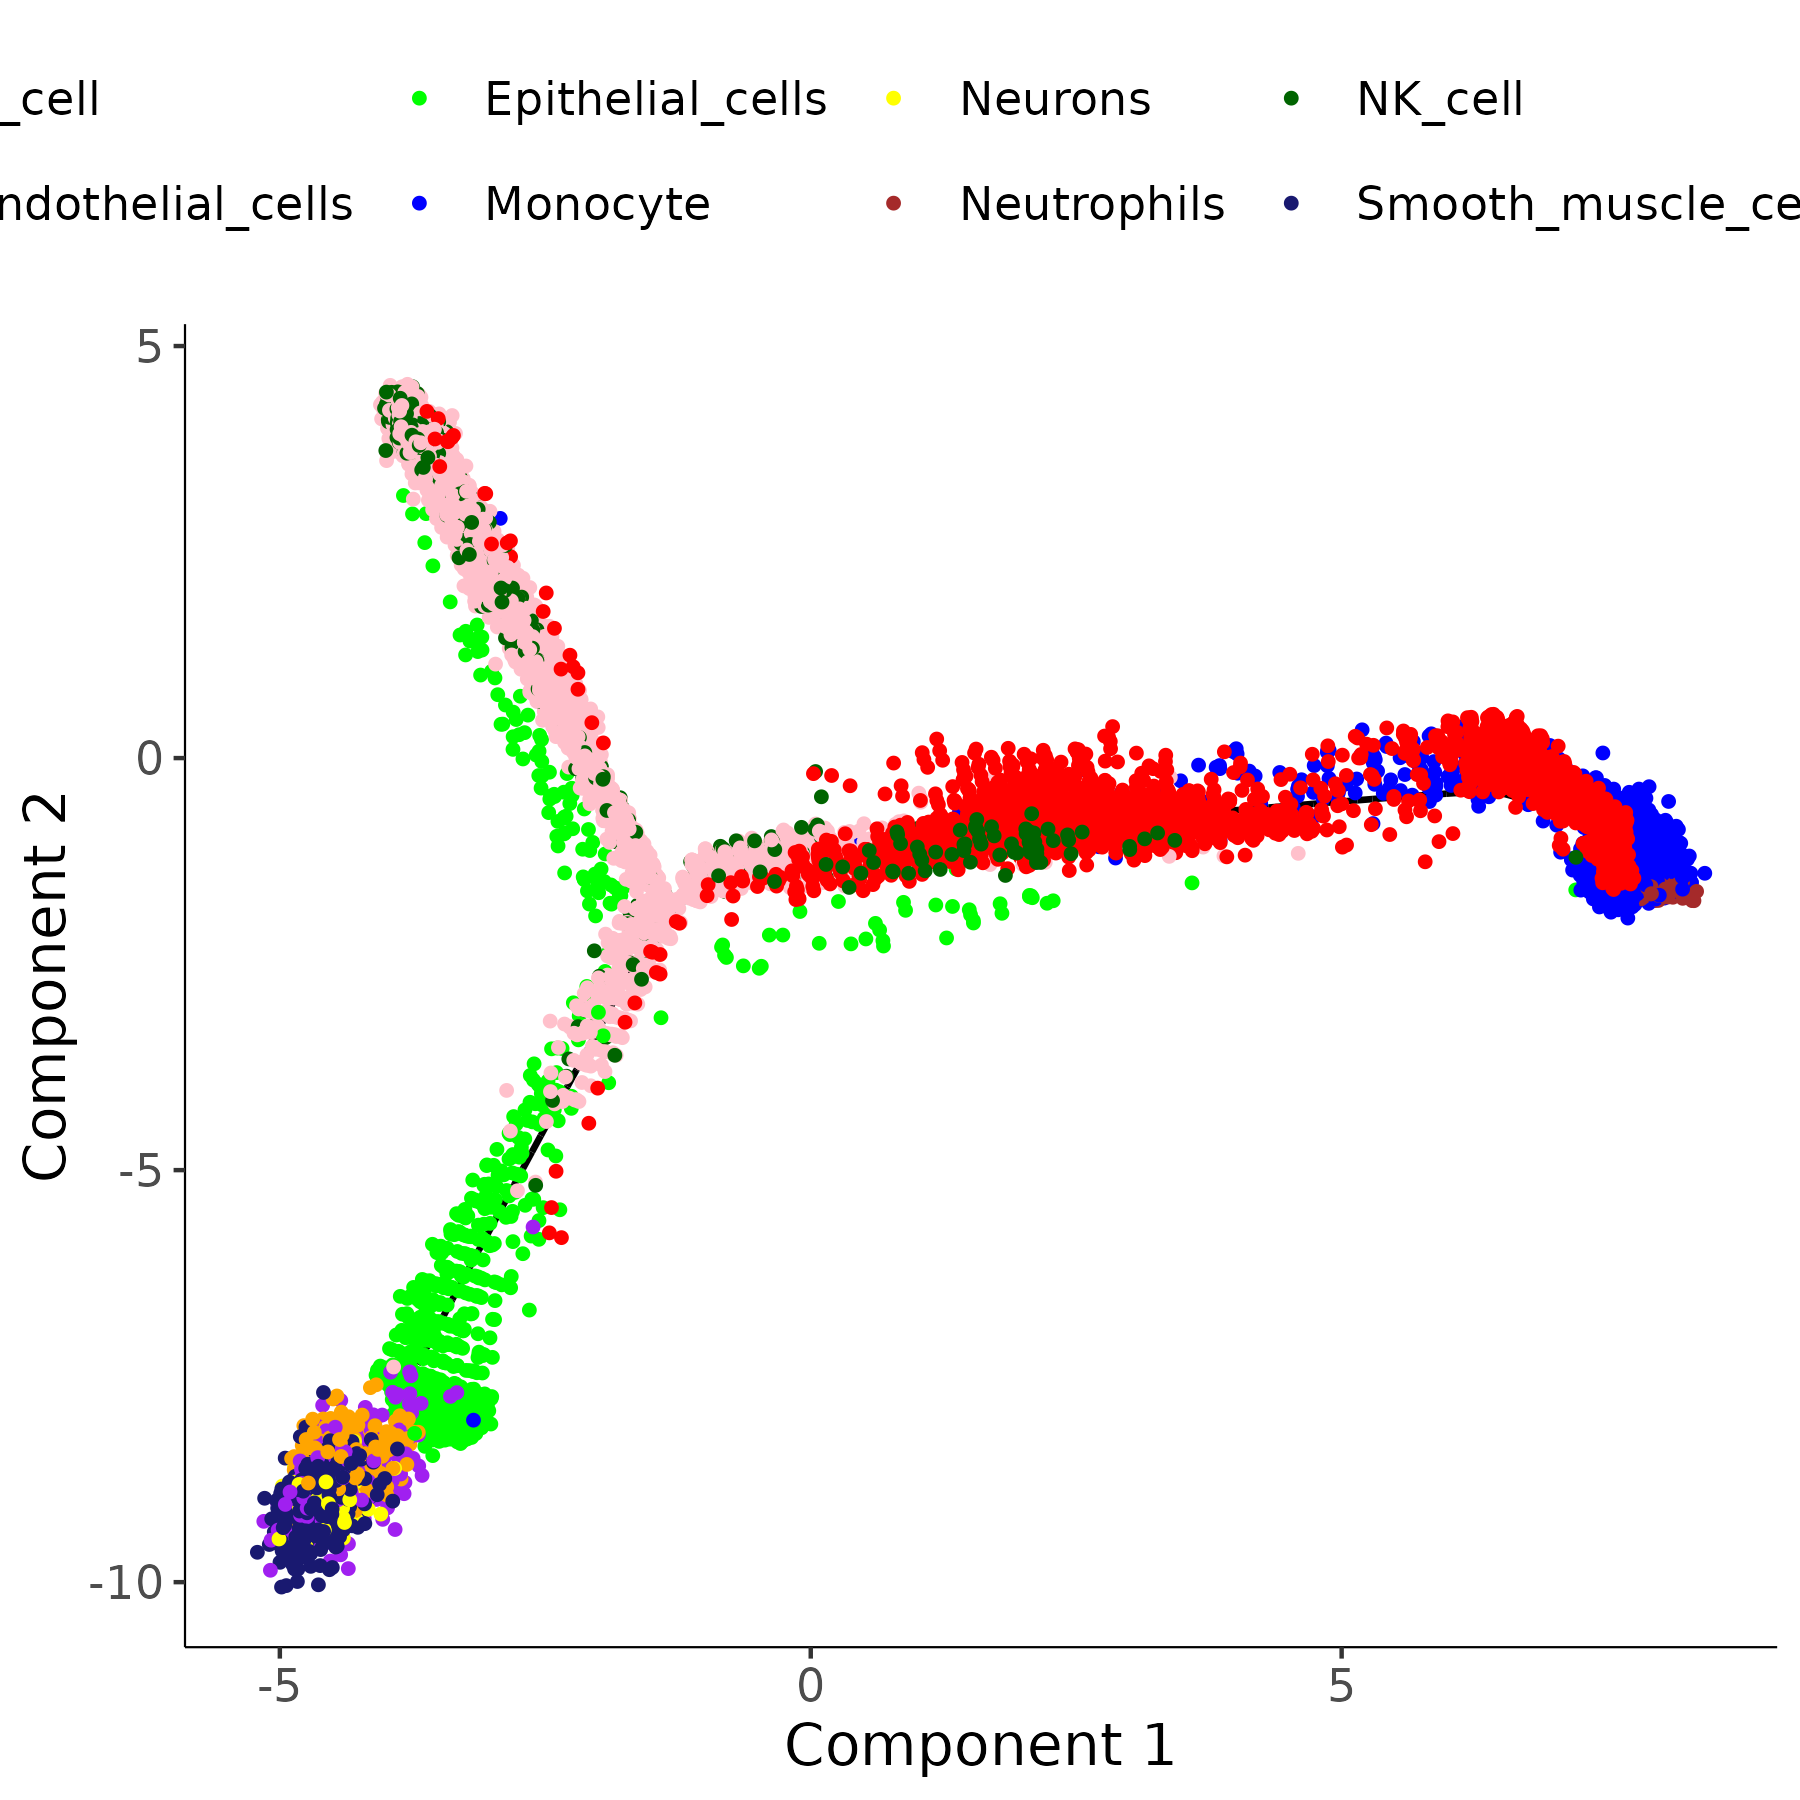 _cell Epithelial_cells Neurons NK_cell
ndothelial_cells Monocyte Neutrophils Smooth_muscle_ce
5
0
-5
-10
Component 2
-5 0 5
Component 1